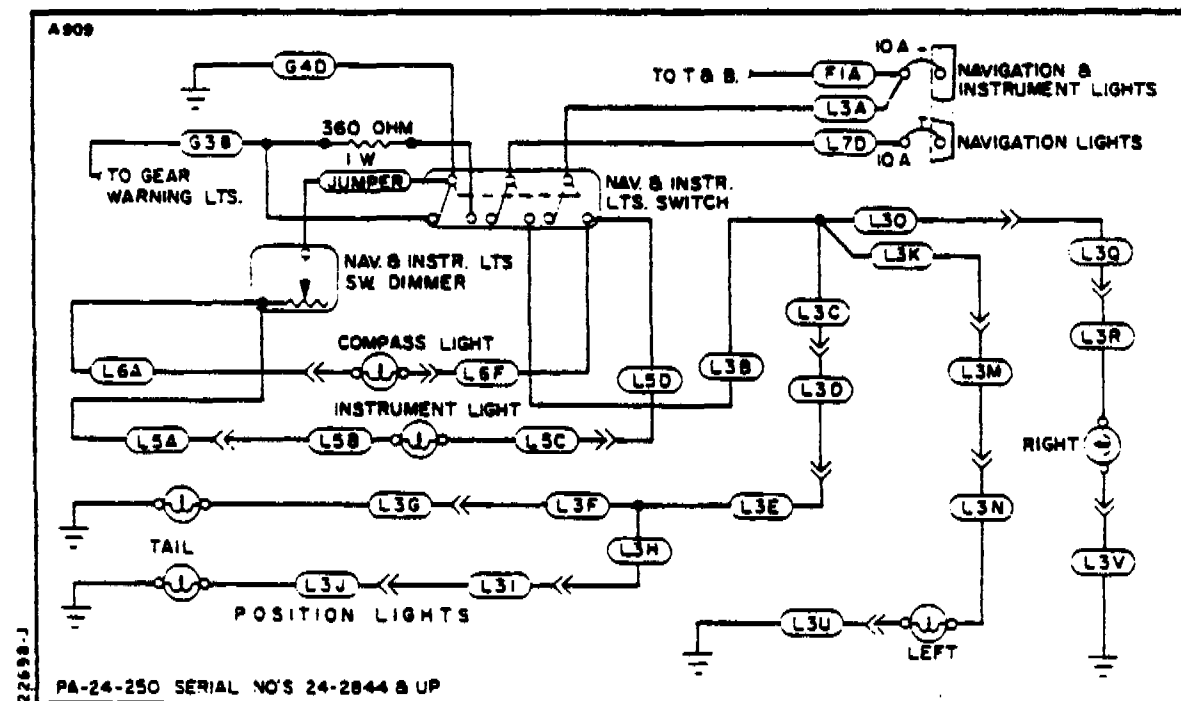 A909
G4D
10 A
TO T & B.
F1A
NAVIGATION &
INSTRUMENT LIGHTS
L3A
360 OHM
1 W
G3B
L7D
NAVIGATION LIGHTS
10 A
TO GEAR
WARNING LTS.
JUMPER
NAV. & INSTR.
LTS. SWITCH
L3O
L3K
L3Q
NAV. & INSTR. LTS
SW. DIMMER
L3C
L3R
COMPASS LIGHT
L6A
L6F
L5D
L3B
L3D
L3M
INSTRUMENT LIGHT
L5A
L5B
L5C
RIGHT
L3G
L3F
L3E
L3N
TAIL
L3H
L3V
L3J
L3I
POSITION LIGHTS
L3U
LEFT
22698-J
PA-24-250 SERIAL NO'S 24-2844 & UP